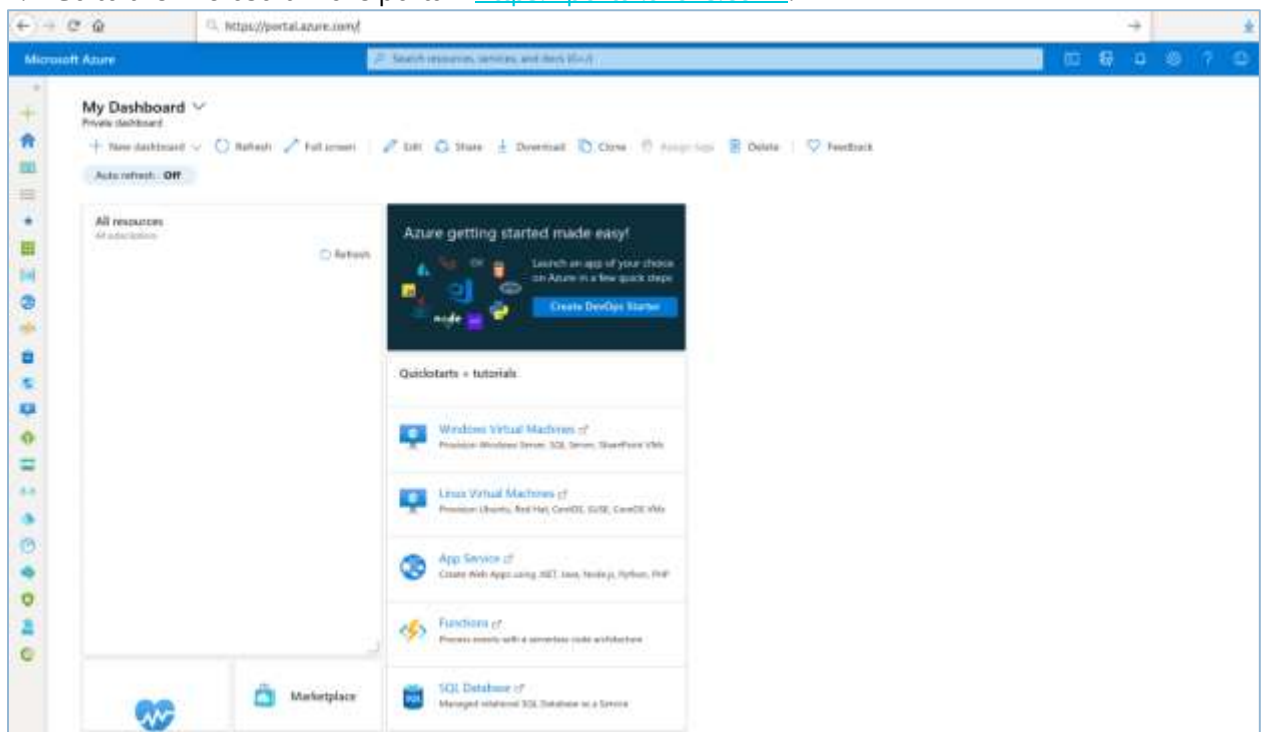 https://portal.azure.com/
Microsoft Azure
Search resources, services, and docs (G+/)
My Dashboard
Private dashboard
New dashboard
Refresh
Full screen
Edit
Share
Download
Clone
Assign tags
Delete
Feedback
Auto refresh : Off
All resources
All subscriptions
Refresh
Azure getting started made easy!
Launch an app of your choice
on Azure in a few quick steps
Create DevOps Starter
node
Quickstarts + tutorials
Windows Virtual Machines
Provision Windows Server, SQL Server, SharePoint VMs
Linux Virtual Machines
Provision Ubuntu, Red Hat, CentOS, SUSE, CoreOS VMs
App Service
Create Web Apps using .NET, Java, Node.js, Python, PHP
Functions
Process events with a serverless code architecture
SQL Database
Managed relational SQL Database as a Service
Marketplace